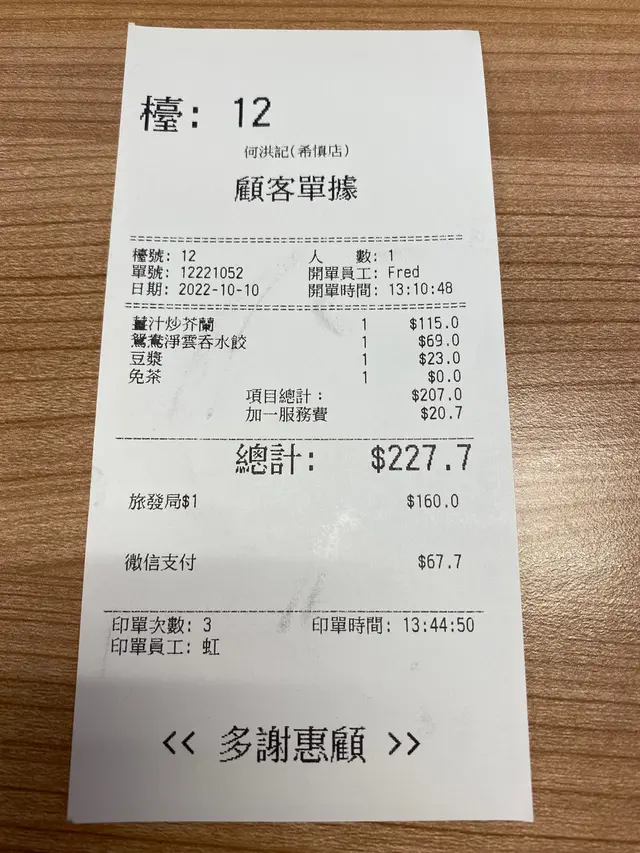 檯: 12
何洪記(希慎店)
顧客單據
檯號: 12 人 數: 1
單號: 12221052 開單員工: Fred
日期: 2022-10-10 開單時間: 13:10:48
薑汁炒芥蘭 1 $115.0
鴛鴦淨雲吞水餃 1 $69.0
豆漿 1 $23.0
免茶 1 $0.0
項目總計: $207.0
加一服務費 $20.7
總計: $227.7
旅發局$1 $160.0
微信支付 $67.7
印單次數: 3 印單時間: 13:44:50
印單員工: 虹
<< 多謝惠顧 >>